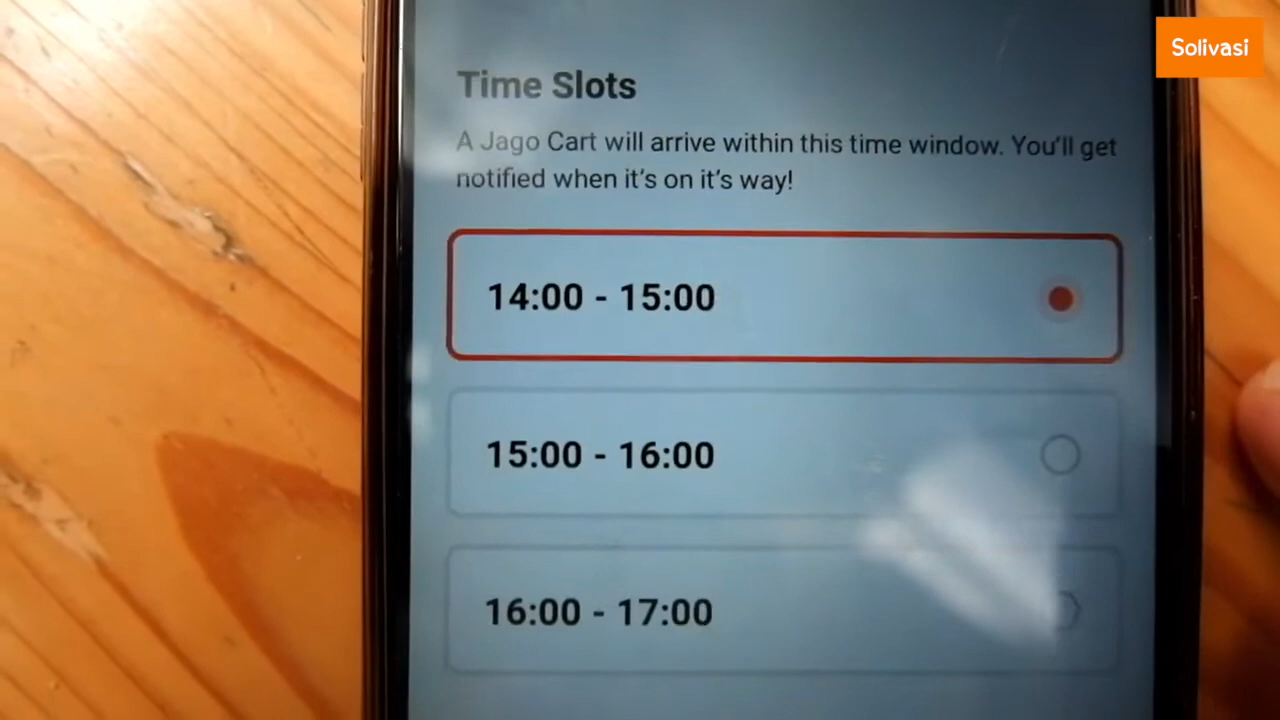 Solivasi
Time Slots
A Jago Cart will arrive within this time window. You'll get
notified when it's on it's way!
14:00 - 15:00
15:00 - 16:00
16:00 - 17:00